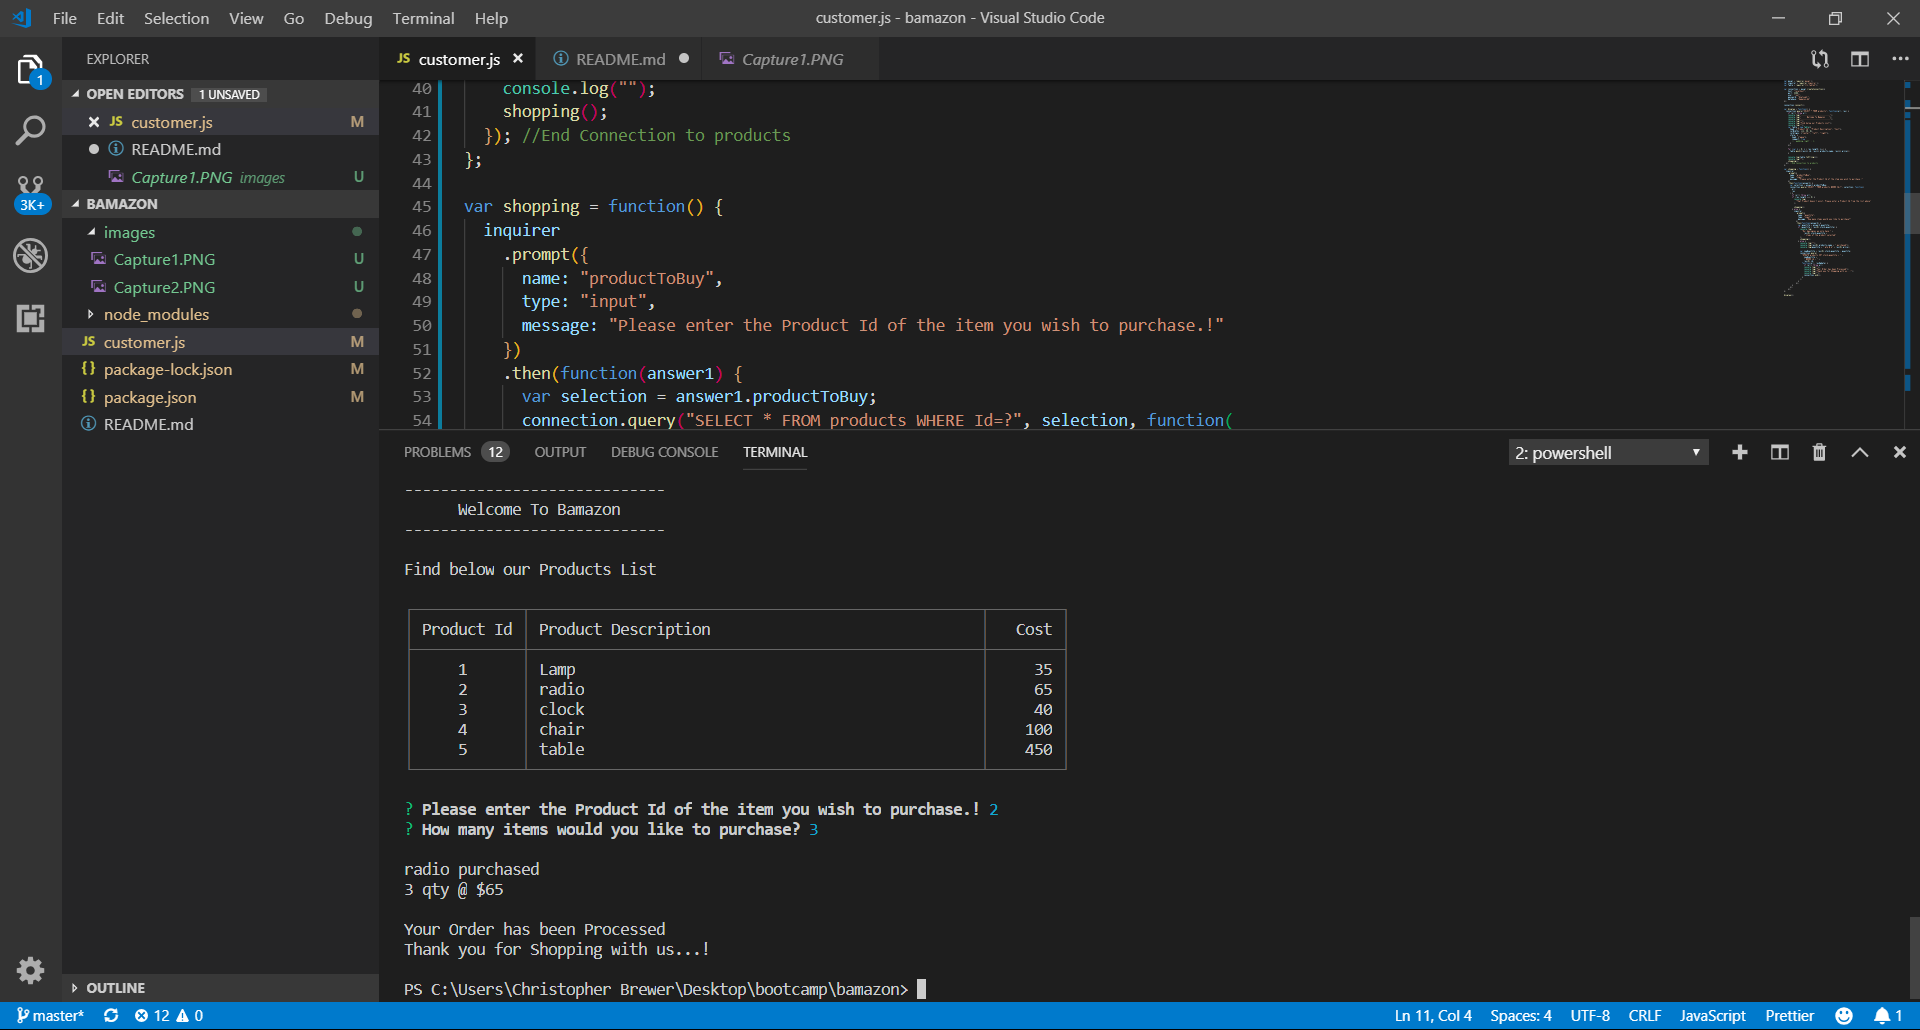 File Edit Selection View Go Debug Terminal Help
customer.js - bamazon - Visual Studio Code
EXPLORER
OPEN EDITORS 1 UNSAVED
JS customer.js M
README.md
Capture1.PNG images U
BAMAZON
images
Capture1.PNG U
Capture2.PNG U
node_modules
JS customer.js M
{} package-lock.json M
{} package.json M
README.md
OUTLINE
1
3K+
JS customer.js README.md Capture1.PNG
40 console.log("");
41 shopping();
42 }); //End Connection to products
43 };
44
45 var shopping = function() {
46 inquirer
47 .prompt({
48 name: "productToBuy",
49 type: "input",
50 message: "Please enter the Product Id of the item you wish to purchase.!"
51 })
52 .then(function(answer1) {
53 var selection = answer1.productToBuy;
54 connection.query("SELECT * FROM products WHERE Id=?", selection, function(
PROBLEMS 12 OUTPUT DEBUG CONSOLE TERMINAL 2: powershell
-----------------------------
Welcome To Bamazon
-----------------------------
Find below our Products List
Product Id Product Description Cost
1 Lamp 35
2 radio 65
3 clock 40
4 chair 100
5 table 450
? Please enter the Product Id of the item you wish to purchase.! 2
? How many items would you like to purchase? 3
radio purchased
3 qty @ $65
Your Order has been Processed
Thank you for Shopping with us...!
PS C:\Users\Christopher Brewer\Desktop\bootcamp\bamazon>
master* 12 0 Ln 11, Col 4 Spaces: 4 UTF-8 CRLF JavaScript Prettier 1